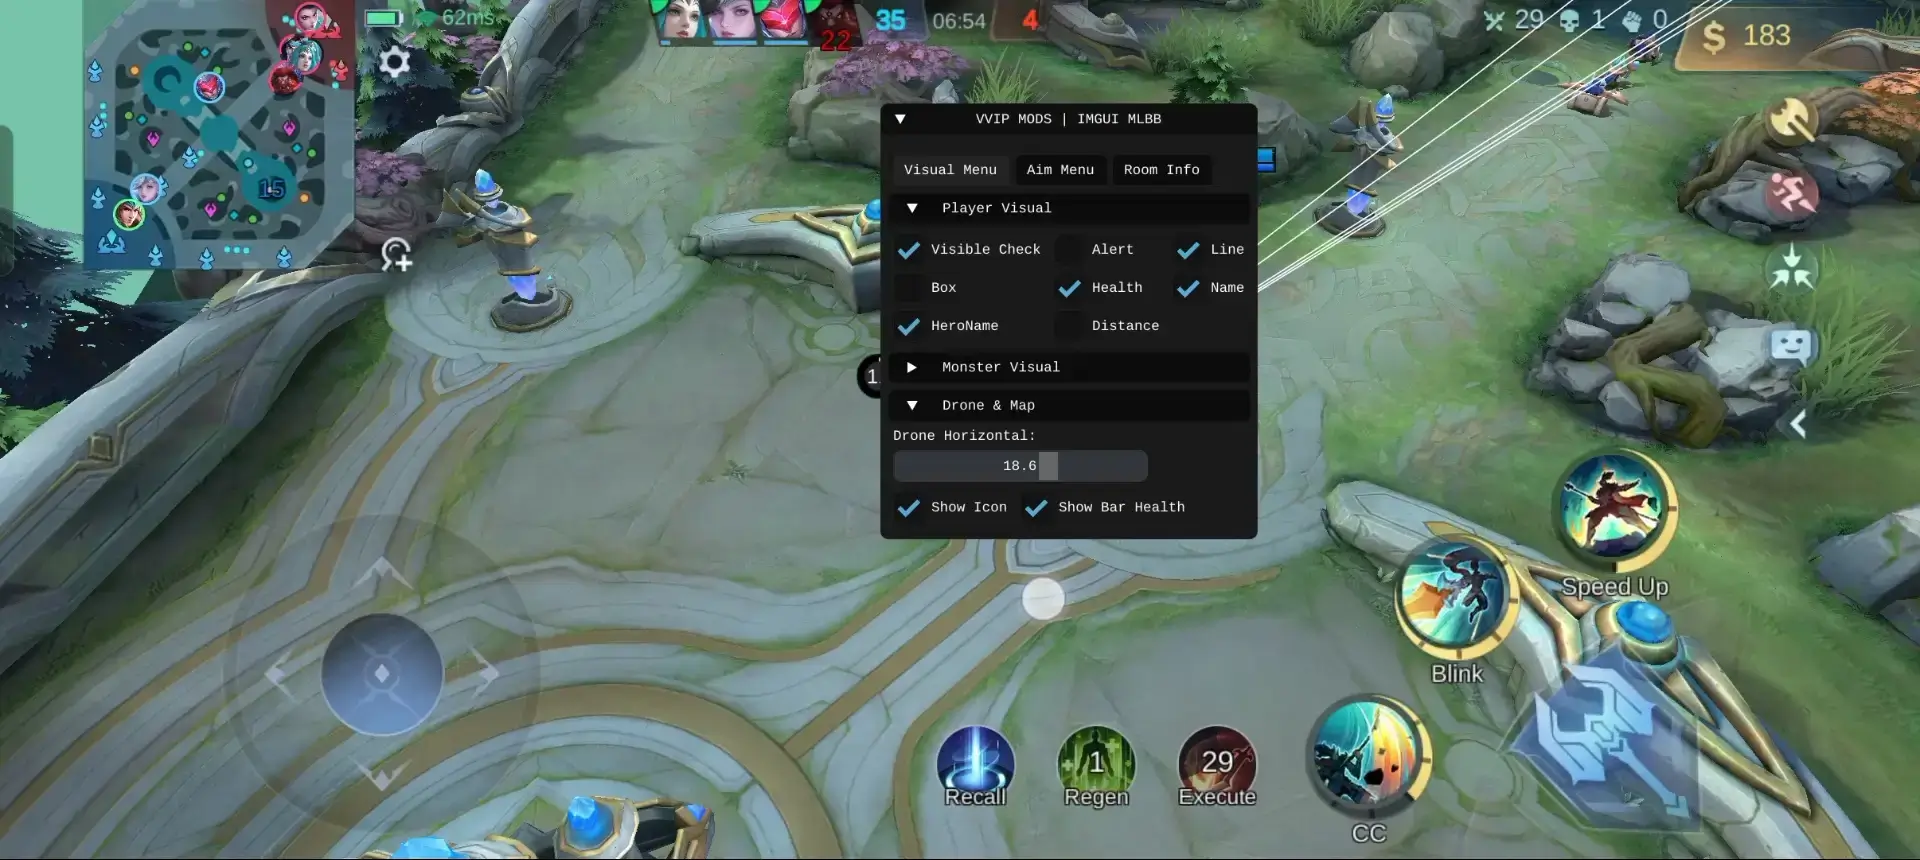 62ms
22
35
06:54
4
29
1
0
183
15
VVIP MODS | IMGUI MLBB
Visual Menu
Aim Menu
Room Info
Player Visual
Visible Check
Alert
Line
Box
Health
Name
HeroName
Distance
Monster Visual
Drone & Map
Drone Horizontal:
18.6
Show Icon
Show Bar Health
Speed Up
Blink
1
29
Recall
Regen
Execute
CC